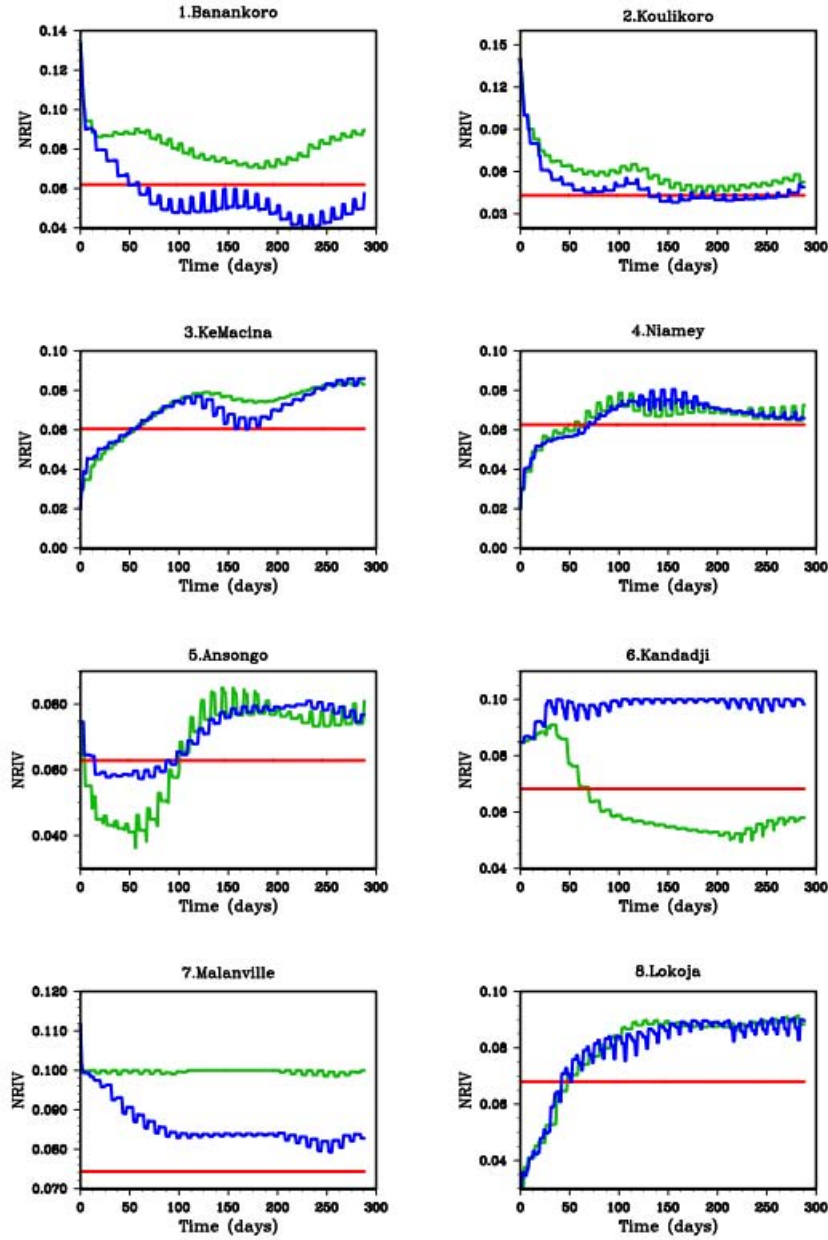 1.Banankoro
0.14
0.12
0.10
0.08
0.06
0.04
NRIV
0 50 100 150 200 250 300
Time (days)
2.Koulikoro
0.15
0.12
0.09
0.06
0.03
NRIV
0 50 100 150 200 250 300
Time (days)
3.KeMacina
0.10
0.08
0.06
0.04
0.02
0.00
NRIV
0 50 100 150 200 250 300
Time (days)
4.Niamey
0.10
0.08
0.06
0.04
0.02
0.00
NRIV
0 50 100 150 200 250 300
Time (days)
5.Ansongo
0.080
0.060
0.040
NRIV
0 50 100 150 200 250 300
Time (days)
6.Kandadji
0.10
0.08
0.06
0.04
NRIV
0 50 100 150 200 250 300
Time (days)
7.Malanville
0.120
0.110
0.100
0.090
0.080
0.070
NRIV
0 50 100 150 200 250 300
Time (days)
8.Lokoja
0.10
0.08
0.06
0.04
NRIV
0 50 100 150 200 250 300
Time (days)